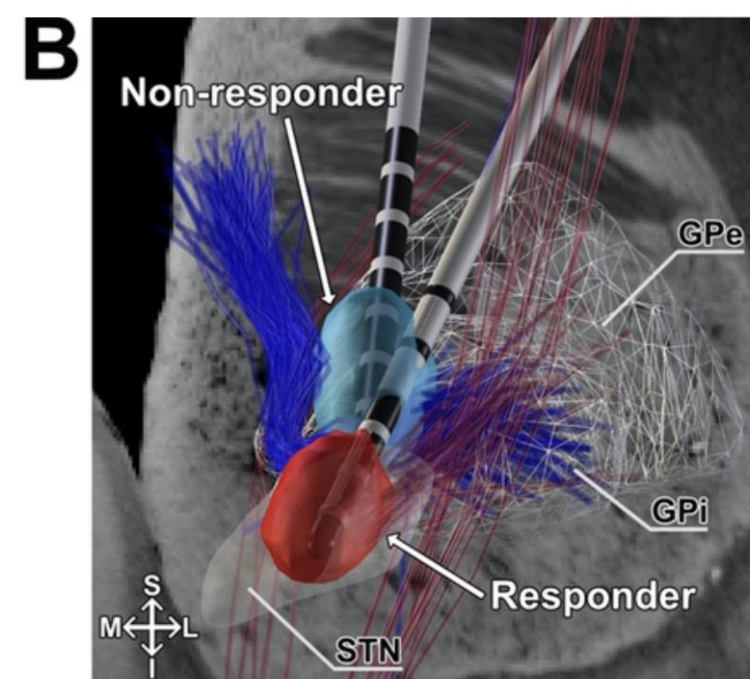 B
Non-responder
GPe
GPi
Responder
S
M L
I
STN